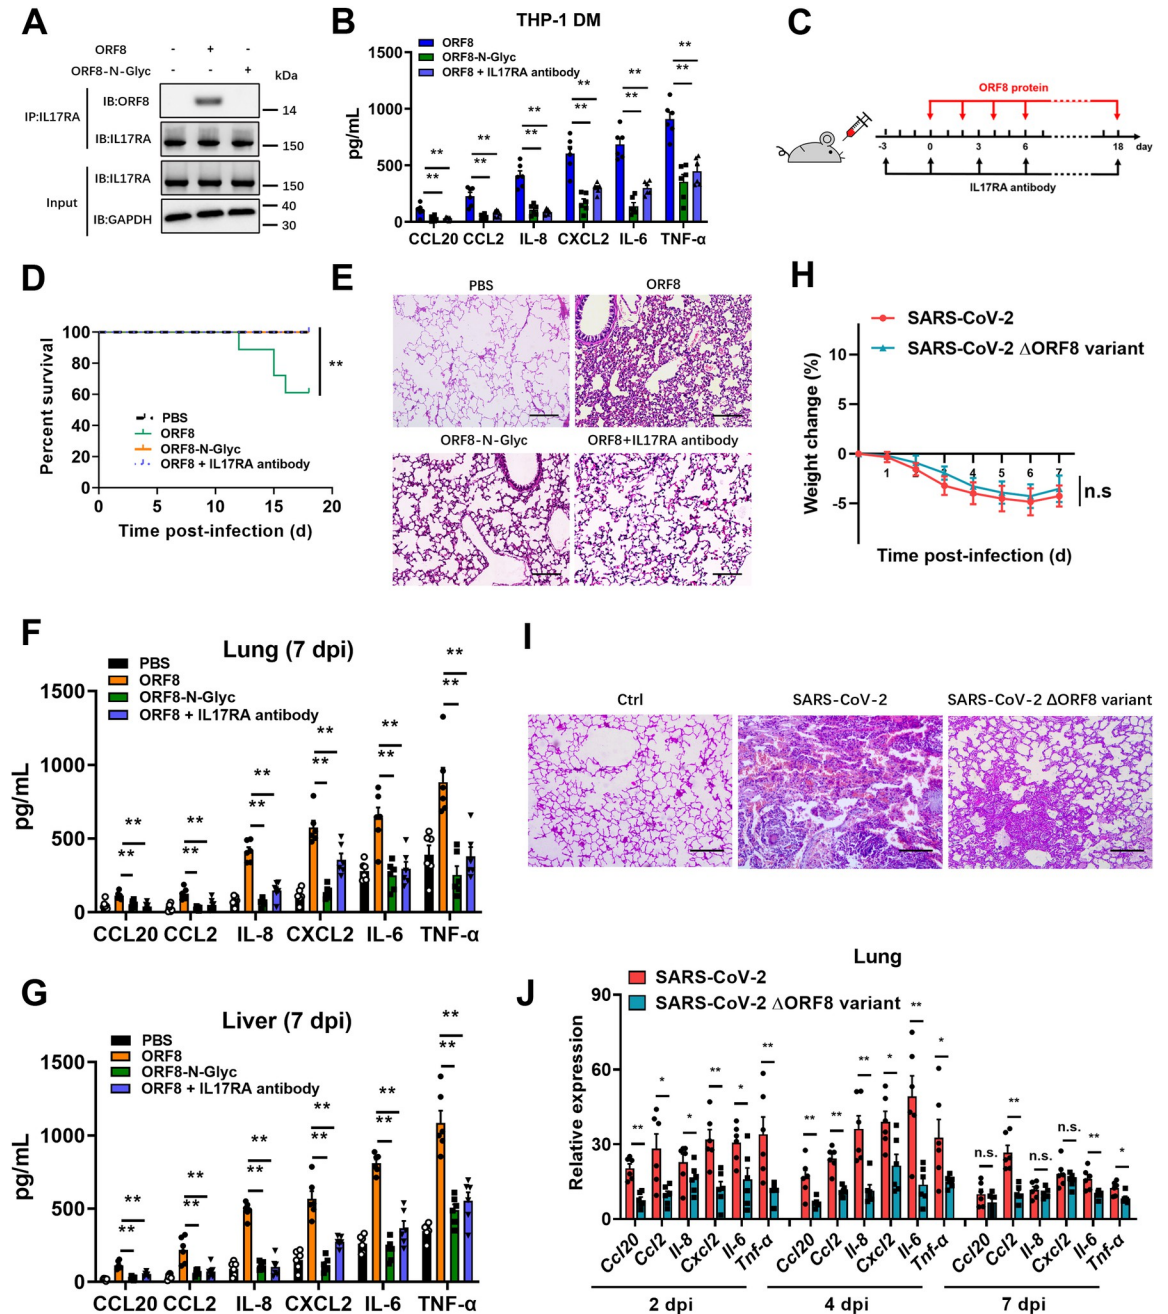 A
ORF8 - + -
ORF8-N-Glyc - - +
kDa
IP:IL17RA
IB:ORF8
14
IB:IL17RA
150
Input
IB:IL17RA
150
IB:GAPDH
40
30
B
THP-1 DM
ORF8
ORF8-N-Glyc
ORF8 + IL17RA antibody
pg/mL
1500
1000
500
0
** ** ** ** ** **
** ** ** ** ** **
CCL20 CCL2 IL-8 CXCL2 IL-6 TNF-α
C
ORF8 protein
-3 0 3 6 18 day
IL17RA antibody
D
Percent survival
100
80
60
40
20
0
**
PBS
ORF8
ORF8-N-Glyc
ORF8 + IL17RA antibody
0 5 10 15 20
Time post-infection (d)
E
PBS ORF8
ORF8-N-Glyc ORF8+IL17RA antibody
H
SARS-CoV-2
SARS-CoV-2 ΔORF8 variant
Weight change (%)
10
5
0
-5
1 2 3 4 5 6 7
n.s
Time post-infection (d)
F
Lung (7 dpi)
PBS
ORF8
ORF8-N-Glyc
ORF8 + IL17RA antibody
pg/mL
1500
1000
500
0
** ** ** ** ** **
** ** ** ** ** **
CCL20 CCL2 IL-8 CXCL2 IL-6 TNF-α
I
Ctrl SARS-CoV-2 SARS-CoV-2 ΔORF8 variant
G
Liver (7 dpi)
PBS
ORF8
ORF8-N-Glyc
ORF8 + IL17RA antibody
pg/mL
1500
1000
500
0
** ** ** ** ** **
** ** ** ** ** **
CCL20 CCL2 IL-8 CXCL2 IL-6 TNF-α
J
Lung
SARS-CoV-2
SARS-CoV-2 ΔORF8 variant
Relative expression
90
60
30
0
** * * ** * ** ** ** ** * ** * n.s. ** n.s. n.s. ** *
Ccl20 Ccl2 Il-8 Cxcl2 Il-6 Tnf-α Ccl20 Ccl2 Il-8 Cxcl2 Il-6 Tnf-α Ccl20 Ccl2 Il-8 Cxcl2 Il-6 Tnf-α
2 dpi 4 dpi 7 dpi